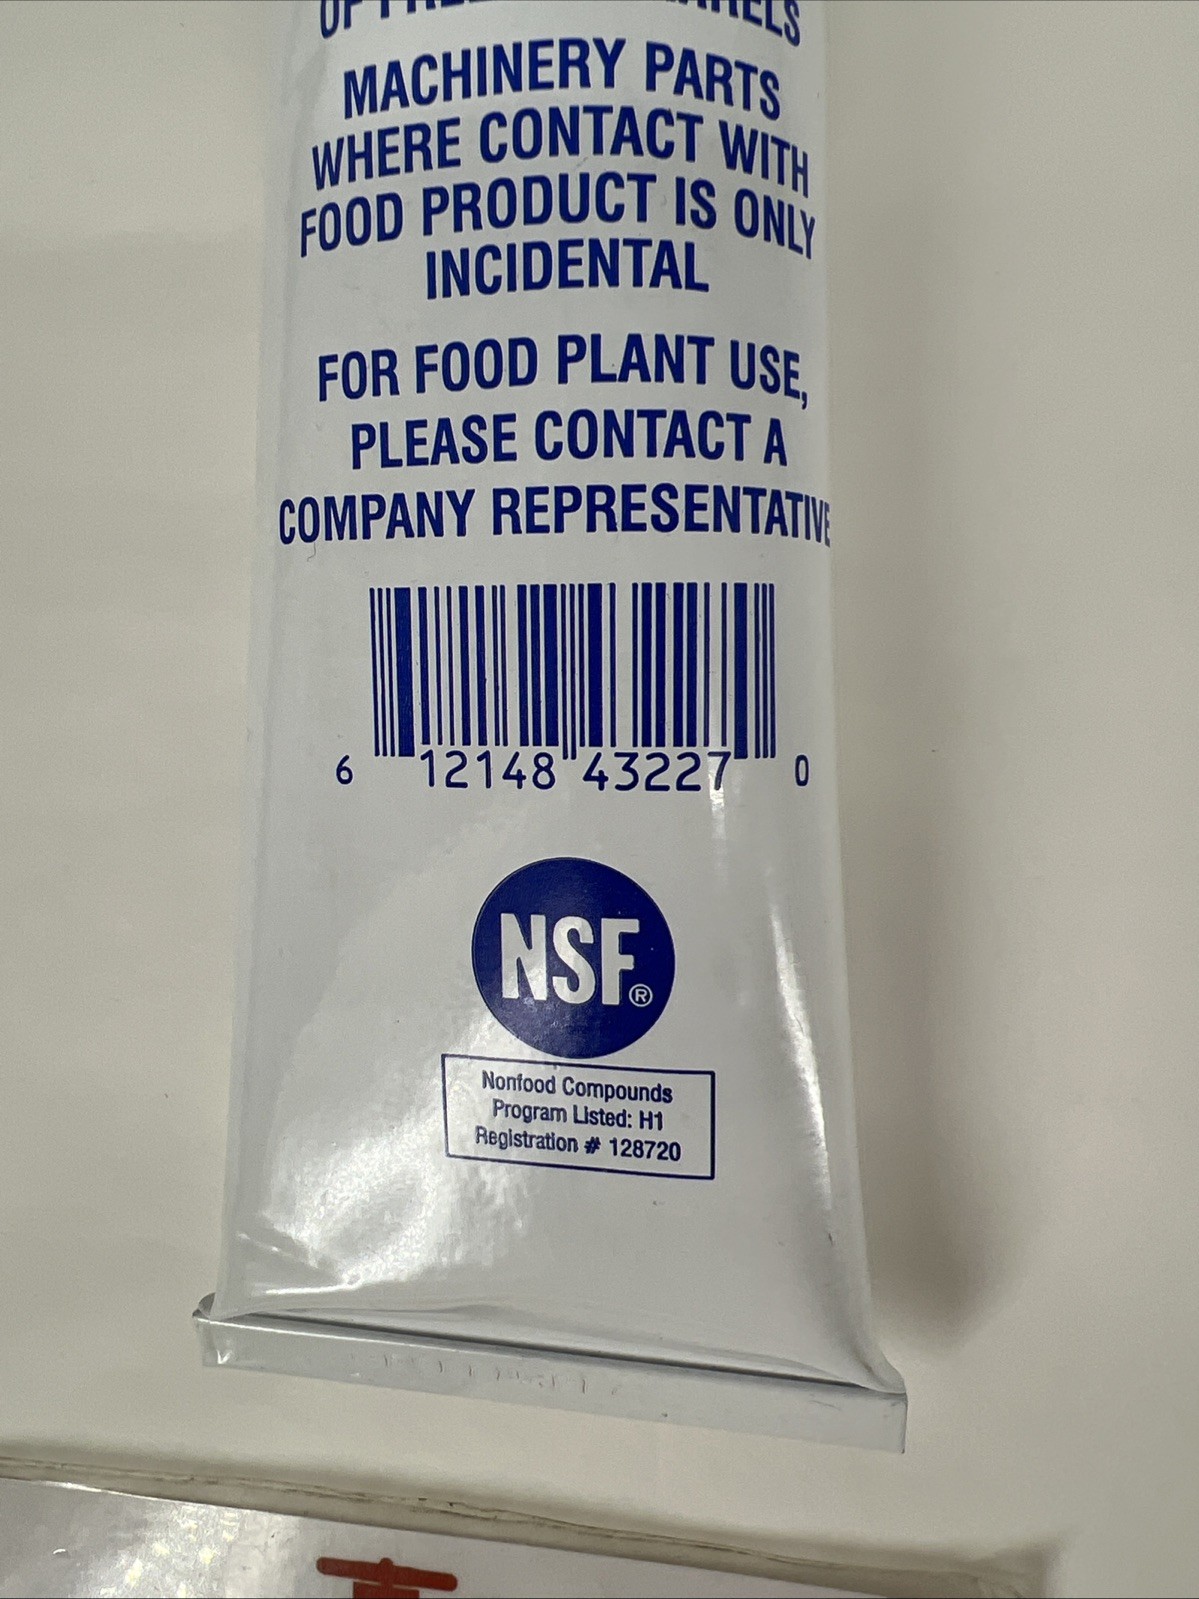 MACHINERY PARTS
WHERE CONTACT WITH
FOOD PRODUCT IS ONLY
INCIDENTAL
FOR FOOD PLANT USE,
PLEASE CONTACT A
COMPANY REPRESENTATIVE
6 12148 43227 0
NSF®
Nonfood Compounds
Program Listed: H1
Registration # 128720